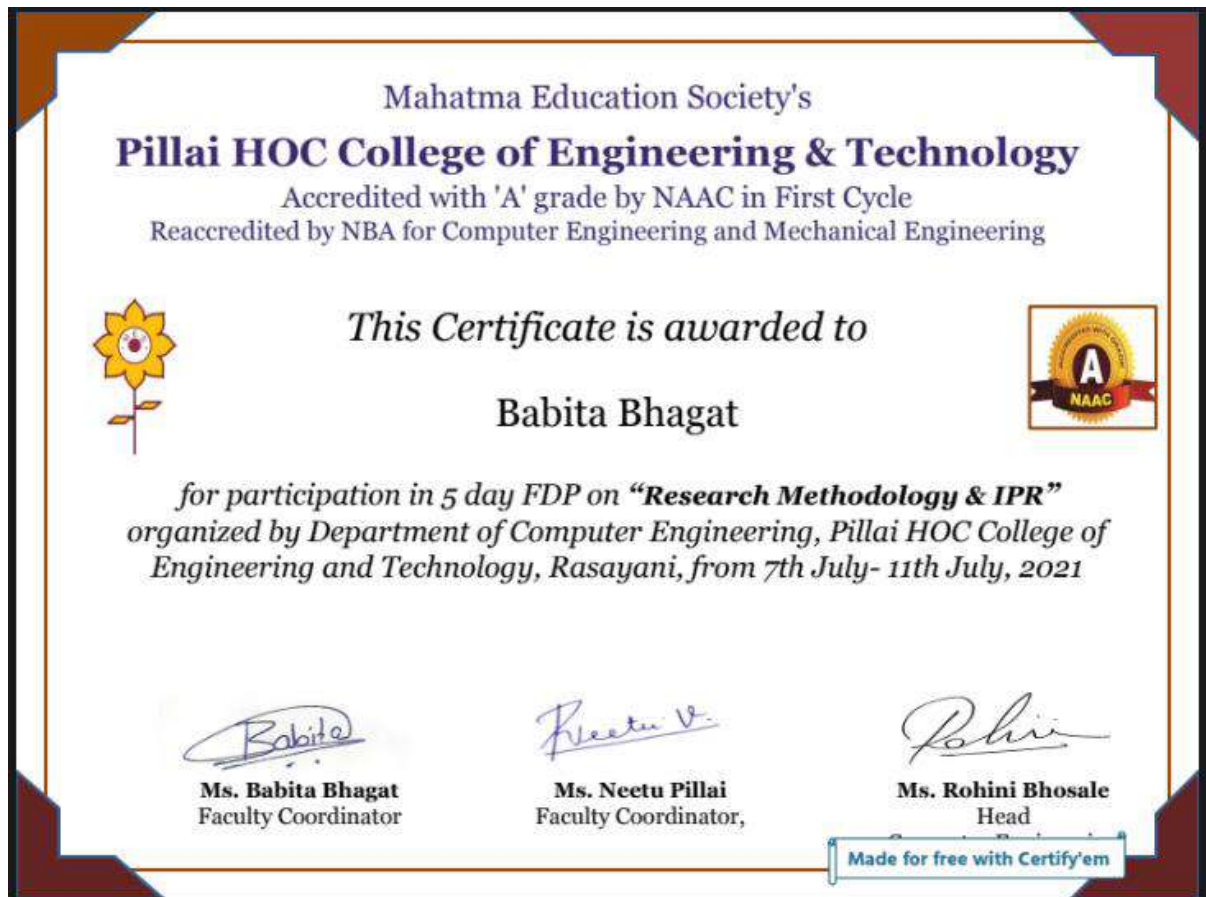 Mahatma Education Society's
Pillai HOC College of Engineering & Technology
Accredited with 'A' grade by NAAC in First Cycle
Reaccredited by NBA for Computer Engineering and Mechanical Engineering
This Certificate is awarded to
A
NAAC
Babita Bhagat
for participation in 5 day FDP on “Research Methodology & IPR”
organized by Department of Computer Engineering, Pillai HOC College of
Engineering and Technology, Rasayani, from 7th July- 11th July, 2021
Babita
Neetu V.
Rohini
Ms. Babita Bhagat
Faculty Coordinator
Ms. Neetu Pillai
Faculty Coordinator,
Ms. Rohini Bhosale
Head
Made for free with Certify'em